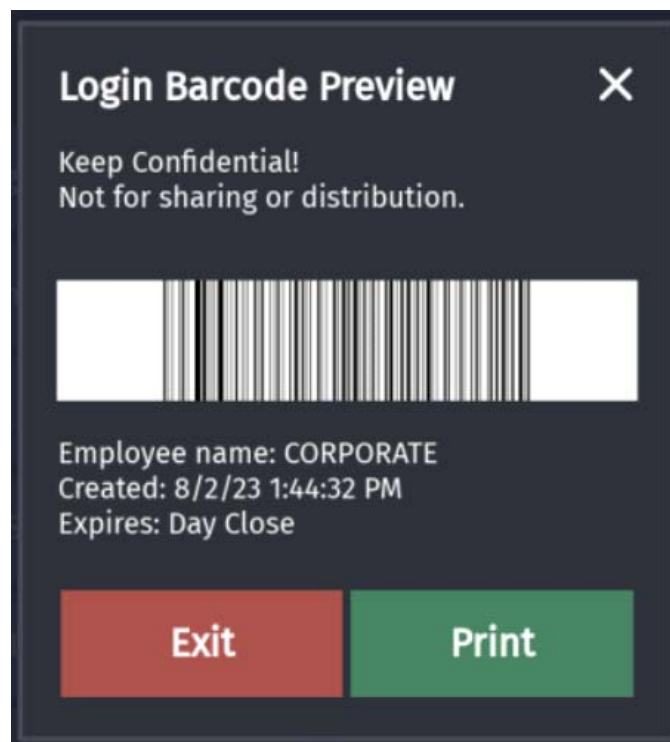 Login Barcode Preview
Keep Confidential!
Not for sharing or distribution.
Employee name: CORPORATE
Created: 8/2/23 1:44:32 PM
Expires: Day Close
Exit
Print